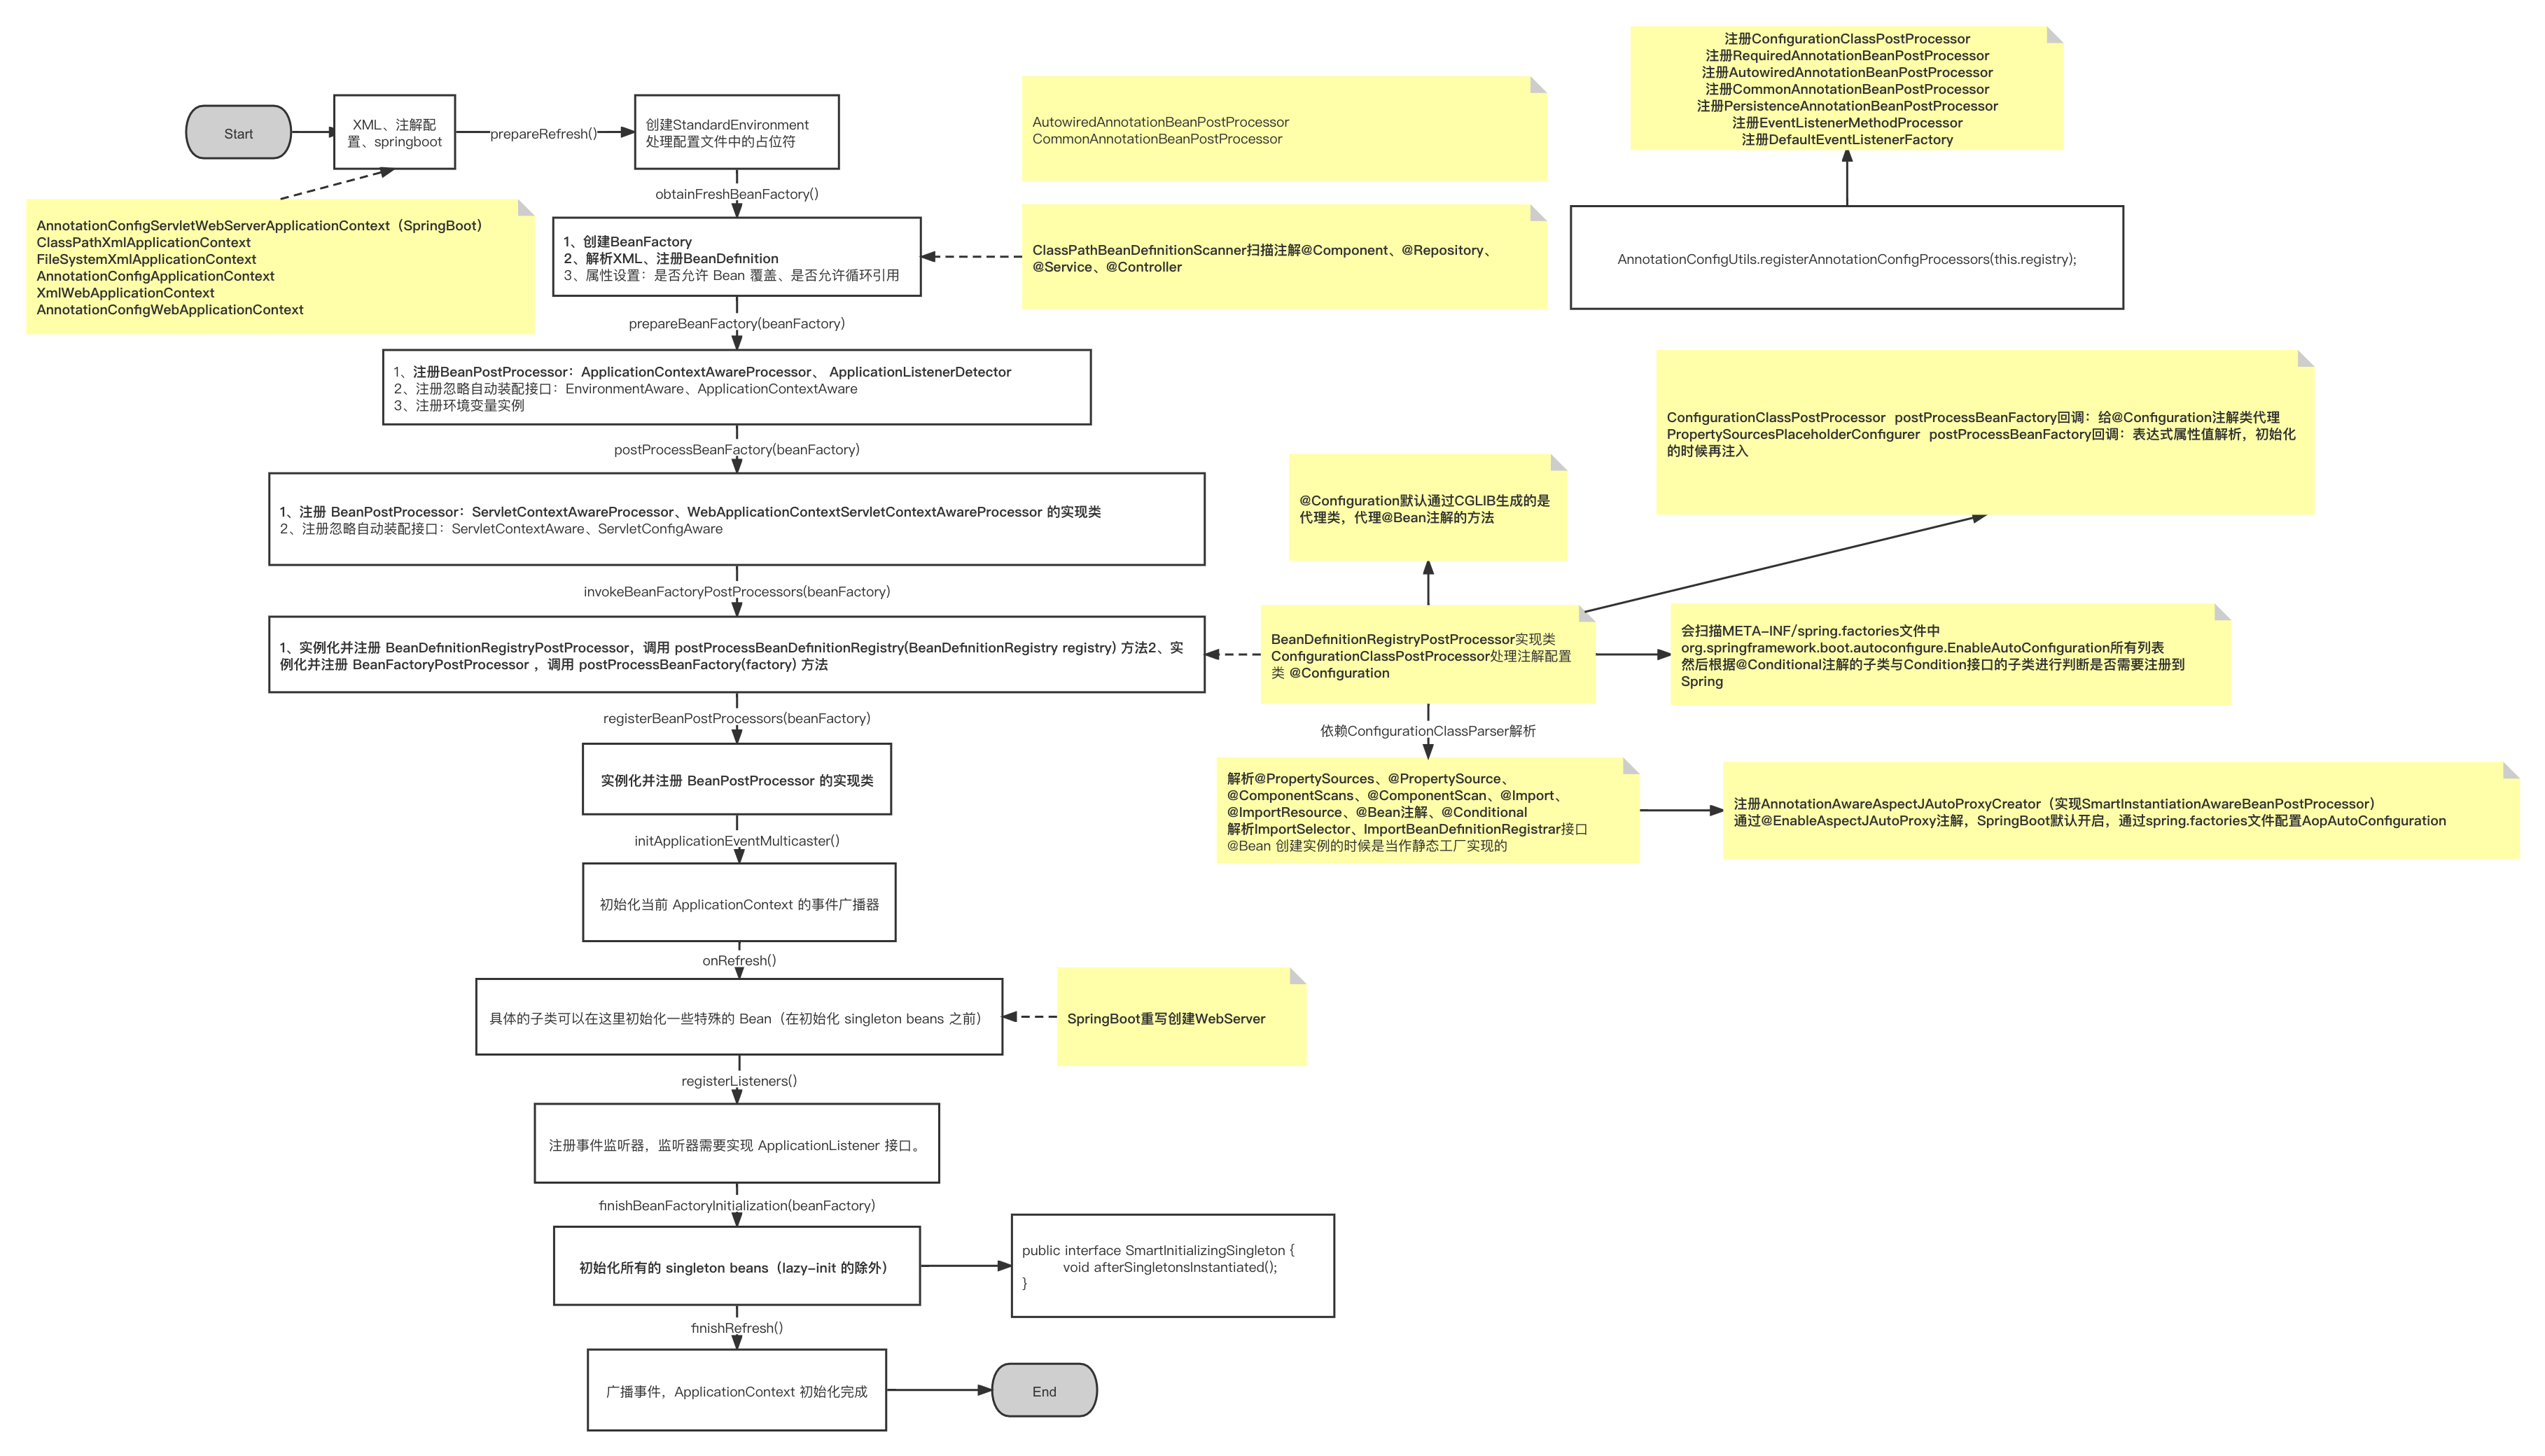 Start
XML、注解配
置、springboot
prepareRefresh()
创建StandardEnvironment
处理配置文件中的占位符
AutowiredAnnotationBeanPostProcessor
CommonAnnotationBeanPostProcessor
注册ConfigurationClassPostProcessor
注册RequiredAnnotationBeanPostProcessor
注册AutowiredAnnotationBeanPostProcessor
注册CommonAnnotationBeanPostProcessor
注册PersistenceAnnotationBeanPostProcessor
注册EventListenerMethodProcessor
注册DefaultEventListenerFactory
AnnotationConfigServletWebServerApplicationContext（SpringBoot）
ClassPathXmlApplicationContext
FileSystemXmlApplicationContext
AnnotationConfigApplicationContext
XmlWebApplicationContext
AnnotationConfigWebApplicationContext
obtainFreshBeanFactory()
1、创建BeanFactory
2、解析XML、注册BeanDefinition
3、属性设置：是否允许 Bean 覆盖、是否允许循环引用
ClassPathBeanDefinitionScanner扫描注解@Component、@Repository、
@Service、@Controller
AnnotationConfigUtils.registerAnnotationConfigProcessors(this.registry);
prepareBeanFactory(beanFactory)
1、注册BeanPostProcessor：ApplicationContextAwareProcessor、 ApplicationListenerDetector
2、注册忽略自动装配接口：EnvironmentAware、ApplicationContextAware
3、注册环境变量实例
postProcessBeanFactory(beanFactory)
1、注册 BeanPostProcessor：ServletContextAwareProcessor、WebApplicationContextServletContextAwareProcessor 的实现类
2、注册忽略自动装配接口：ServletContextAware、ServletConfigAware
@Configuration默认通过CGLIB生成的是
代理类，代理@Bean注解的方法
ConfigurationClassPostProcessor  postProcessBeanFactory回调：给@Configuration注解类代理
PropertySourcesPlaceholderConfigurer  postProcessBeanFactory回调：表达式属性值解析，初始化
的时候再注入
invokeBeanFactoryPostProcessors(beanFactory)
1、实例化并注册 BeanDefinitionRegistryPostProcessor，调用 postProcessBeanDefinitionRegistry(BeanDefinitionRegistry registry) 方法2、实
例化并注册 BeanFactoryPostProcessor ，调用 postProcessBeanFactory(factory) 方法
BeanDefinitionRegistryPostProcessor实现类
ConfigurationClassPostProcessor处理注解配置
类 @Configuration
会扫描META-INF/spring.factories文件中
org.springframework.boot.autoconfigure.EnableAutoConfiguration所有列表
然后根据@Conditional注解的子类与Condition接口的子类进行判断是否需要注册到
Spring
registerBeanPostProcessors(beanFactory)
依赖ConfigurationClassParser解析
实例化并注册 BeanPostProcessor 的实现类
解析@PropertySources、@PropertySource、
@ComponentScans、@ComponentScan、@Import、
@ImportResource、@Bean注解、@Conditional
解析ImportSelector、ImportBeanDefinitionRegistrar接口
@Bean 创建实例的时候是当作静态工厂实现的
注册AnnotationAwareAspectJAutoProxyCreator（实现SmartInstantiationAwareBeanPostProcessor）
通过@EnableAspectJAutoProxy注解，SpringBoot默认开启，通过spring.factories文件配置AopAutoConfiguration
initApplicationEventMulticaster()
初始化当前 ApplicationContext 的事件广播器
onRefresh()
具体的子类可以在这里初始化一些特殊的 Bean（在初始化 singleton beans 之前）
SpringBoot重写创建WebServer
registerListeners()
注册事件监听器，监听器需要实现 ApplicationListener 接口。
finishBeanFactoryInitialization(beanFactory)
初始化所有的 singleton beans（lazy-init 的除外）
public interface SmartInitializingSingleton {
void afterSingletonsInstantiated();
}
finishRefresh()
广播事件，ApplicationContext 初始化完成
End